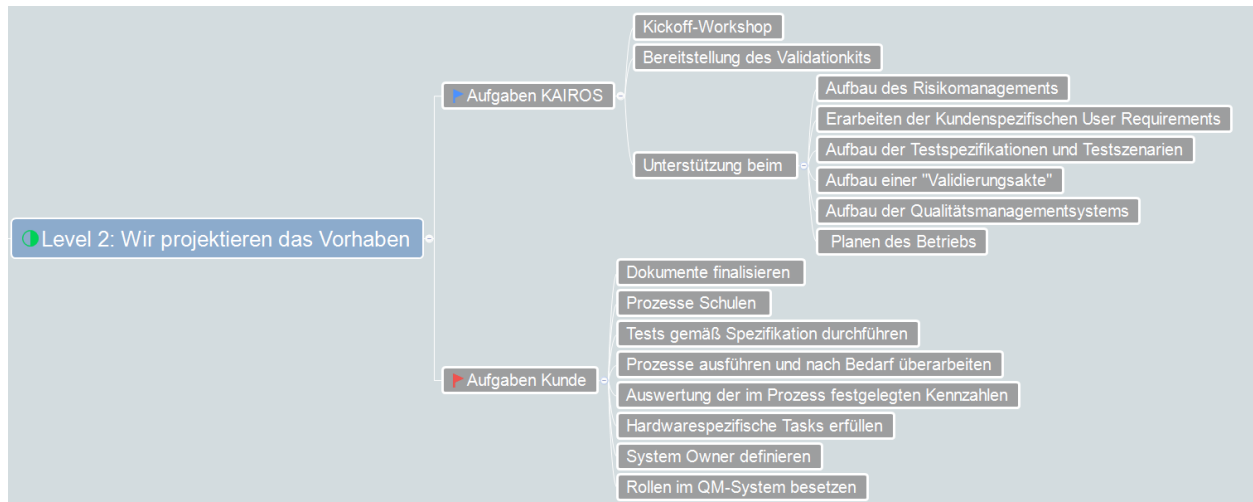 Level 2: Wir projektieren das Vorhaben
Aufgaben KAIROS
Kickoff-Workshop
Bereitstellung des Validationkits
Unterstützung beim
Aufbau des Risikomanagements
Erarbeiten der Kundenspezifischen User Requirements
Aufbau der Testspezifikationen und Testszenarien
Aufbau einer "Validierungsakte"
Aufbau der Qualitätsmanagementsystems
Planen des Betriebs
Aufgaben Kunde
Dokumente finalisieren
Prozesse Schulen
Tests gemäß Spezifikation durchführen
Prozesse ausführen und nach Bedarf überarbeiten
Auswertung der im Prozess festgelegten Kennzahlen
Hardwarespezifische Tasks erfüllen
System Owner definieren
Rollen im QM-System besetzen